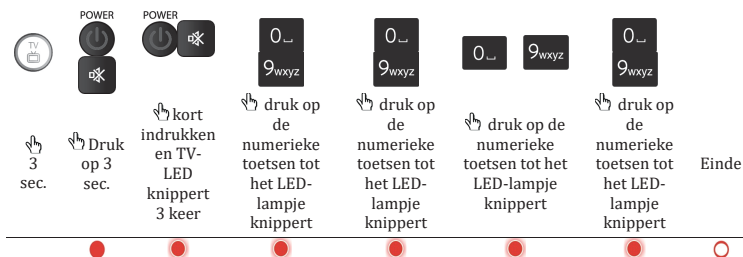 POWER
POWER
TV
0
9wxyz
0
9wxyz
0
9wxyz
0
9wxyz
3
sec.
Druk
op 3
sec.
kort
indrukken
en TV-
LED
knippert
3 keer
druk op
de
numerieke
toetsen tot
het LED-
lampje
knippert
druk op
de
numerieke
toetsen tot
het LED-
lampje
knippert
druk op de
numerieke
toetsen tot het
LED-lampje
knippert
druk op
de
numerieke
toetsen tot
het LED-
lampje
knippert
Einde